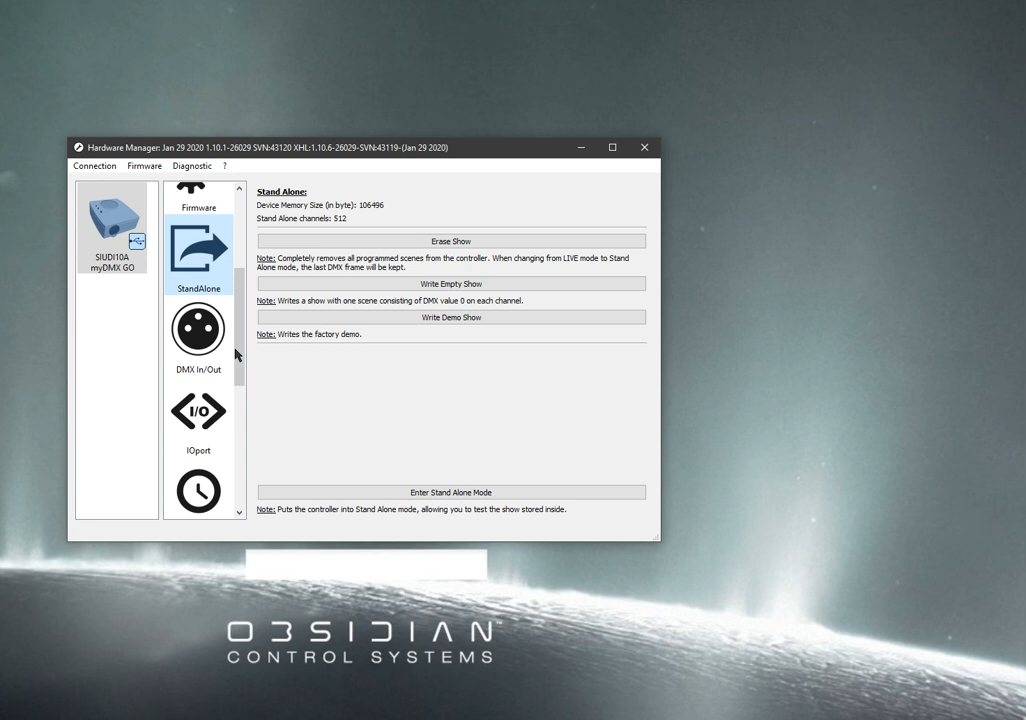 Hardware Manager: Jan 29 2020 1.10.1-26029 SVN:43120 XHL:1.10.6-26029-SVN:43119-(Jan 29 2020)
Connection Firmware Diagnostic ?
SIUDI10A
myDMX GO
Firmware
StandAlone
DMX In/Out
I/O
IOport
Stand Alone:
Device Memory Size (in byte): 106496
Stand Alone channels: 512
Erase Show
Note: Completely removes all programmed scenes from the controller. When changing from LIVE mode to Stand
Alone mode, the last DMX frame will be kept.
Write Empty Show
Note: Writes a show with one scene consisting of DMX value 0 on each channel.
Write Demo Show
Note: Writes the factory demo.
Enter Stand Alone Mode
Note: Puts the controller into Stand Alone mode, allowing you to test the show stored inside.
OBSIDIAN™
CONTROL SYSTEMS